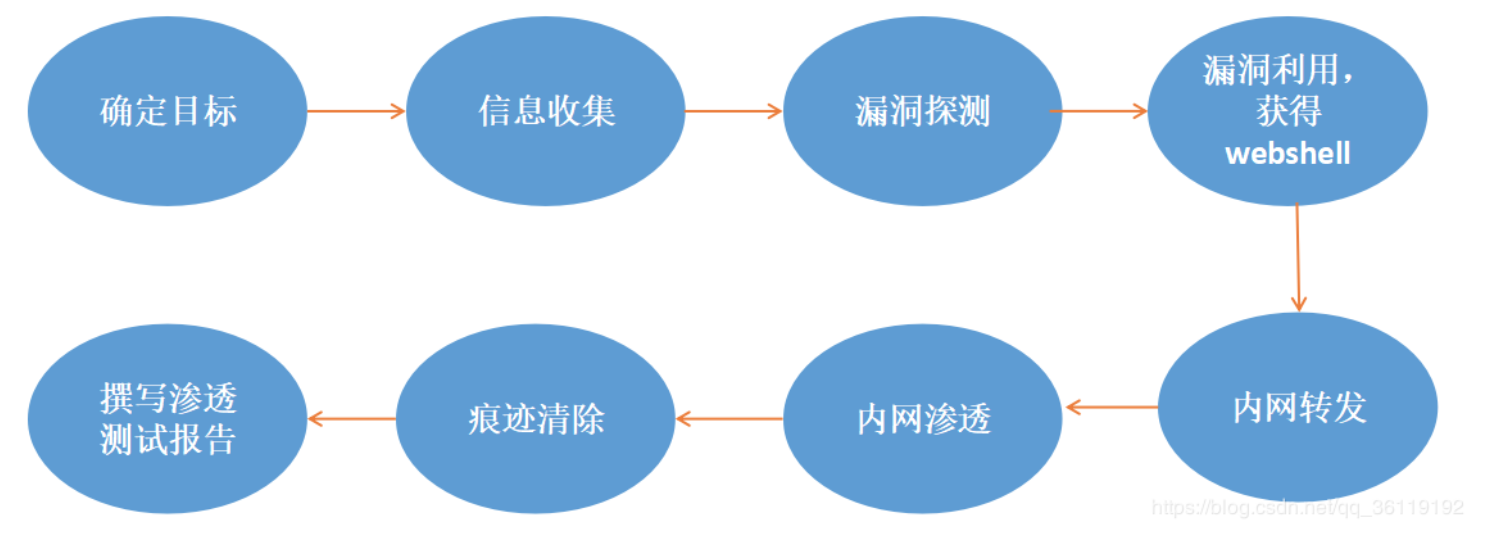 确定目标
信息收集
漏洞探测
漏洞利用，
获得
webshell
内网转发
内网渗透
痕迹清除
撰写渗透
测试报告
https://blog.csdn.net/qq_36119192